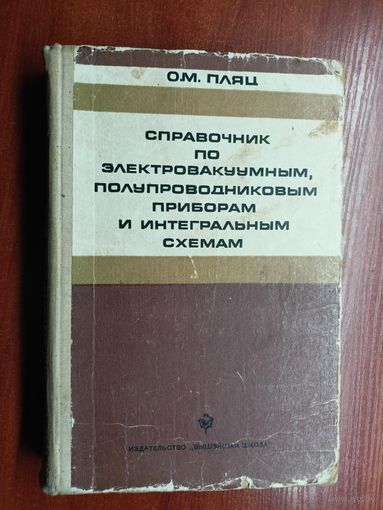 О.М. ПЛЯЦ
СПРАВОЧНИК
ПО
ЭЛЕКТРОВАКУУМНЫМ,
ПОЛУПРОВОДНИКОВЫМ
ПРИБОРАМ
И ИНТЕГРАЛЬНЫМ
СХЕМАМ
ИЗДАТЕЛЬСТВО „ВЫШЭЙШАЯ ШКОЛА"